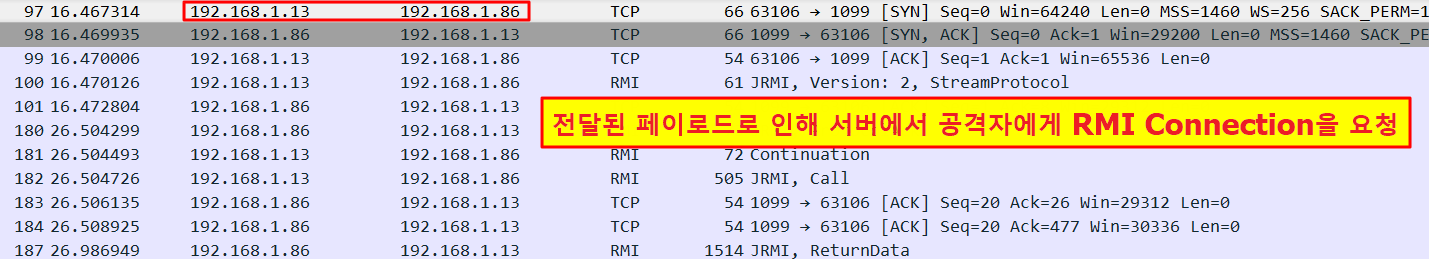 97 16.467314 192.168.1.13 192.168.1.86 TCP 66 63106 → 1099 [SYN] Seq=0 Win=64240 Len=0 MSS=1460 WS=256 SACK_PERM=1
98 16.469935 192.168.1.86 192.168.1.13 TCP 66 1099 → 63106 [SYN, ACK] Seq=0 Ack=1 Win=29200 Len=0 MSS=1460 SACK_PE
99 16.470006 192.168.1.13 192.168.1.86 TCP 54 63106 → 1099 [ACK] Seq=1 Ack=1 Win=65536 Len=0
100 16.470126 192.168.1.13 192.168.1.86 RMI 61 JRMI, Version: 2, StreamProtocol
101 16.472804 192.168.1.86 192.168.1.13
전달된 페이로드로 인해 서버에서 공격자에게 RMI Connection을 요청
180 26.504299 192.168.1.86 192.168.1.13
181 26.504493 192.168.1.13 192.168.1.86 RMI 72 Continuation
182 26.504726 192.168.1.13 192.168.1.86 RMI 505 JRMI, Call
183 26.506135 192.168.1.86 192.168.1.13 TCP 54 1099 → 63106 [ACK] Seq=20 Ack=26 Win=29312 Len=0
184 26.508925 192.168.1.86 192.168.1.13 TCP 54 1099 → 63106 [ACK] Seq=20 Ack=477 Win=30336 Len=0
187 26.986949 192.168.1.86 192.168.1.13 RMI 1514 JRMI, ReturnData